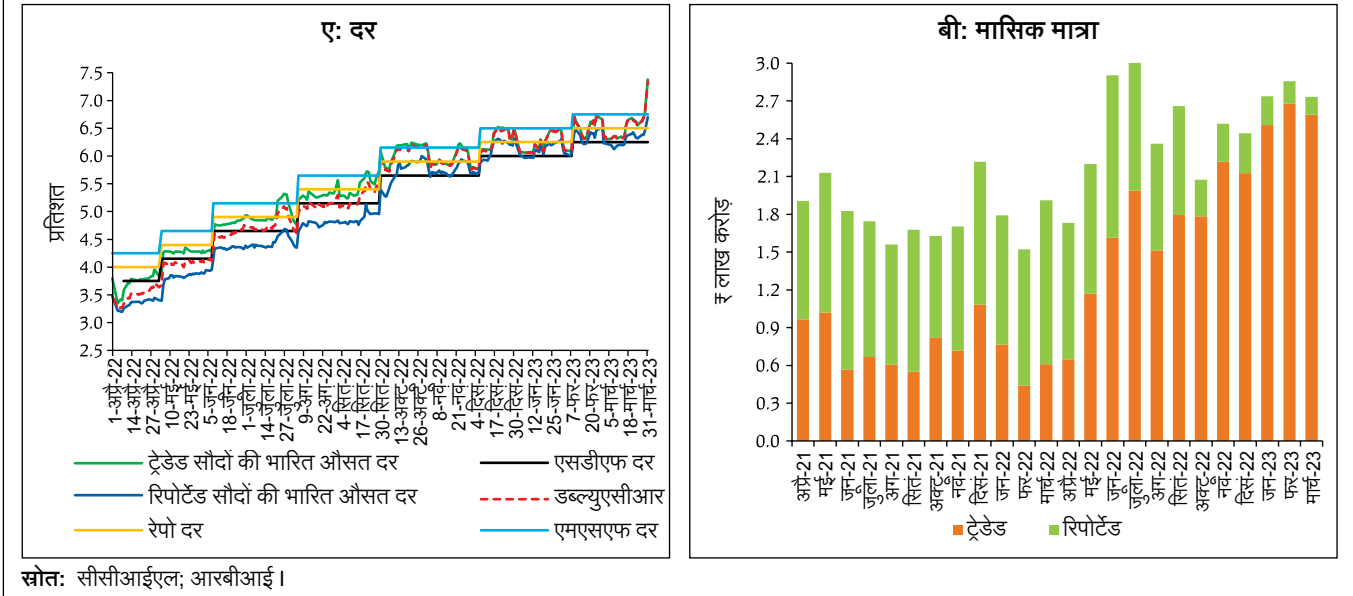 ए: दर
7.5
7.0
6.5
6.0
5.5
5.0
4.5
4.0
3.5
3.0
2.5
प्रतिशत
1-अप्रै-22
14-अप्रै-22
27-अप्रै-22
10-मई-22
23-मई-22
5-जून-22
18-जून-22
1-जुला-22
14-जुला-22
27-जुला-22
9-अग-22
22-अग-22
4-सित-22
17-सित-22
30-सित-22
13-अक्टू-22
26-अक्टू-22
8-नव-22
21-नव-22
4-दिस-22
17-दिस-22
30-दिस-22
12-जन-23
25-जन-23
7-फर-23
20-फर-23
5-मार्च-23
18-मार्च-23
31-मार्च-23
ट्रेडेड सौदों की भारित औसत दर
एसडीएफ दर
रिपोर्टेड सौदों की भारित औसत दर
डब्ल्युएसीआर
रेपो दर
एमएसएफ दर
बी: मासिक मात्रा
3.0
2.7
2.4
2.1
1.8
1.5
1.2
0.9
0.6
0.3
0.0
₹ लाख करोड़
अप्रै-21
मई-21
जून-21
जुला-21
अग-21
सितं-21
अक्टू-21
नव-21
दिस-21
जन-22
फर-22
मार्च-22
अप्रै-22
मई-22
जून-22
जुला-22
अग-22
सितं-22
अक्टू-22
नव-22
दिस-22
जन-23
फर-23
मार्च-23
ट्रेडेड
रिपोर्टेड
स्रोत: सीसीआईएल; आरबीआई।